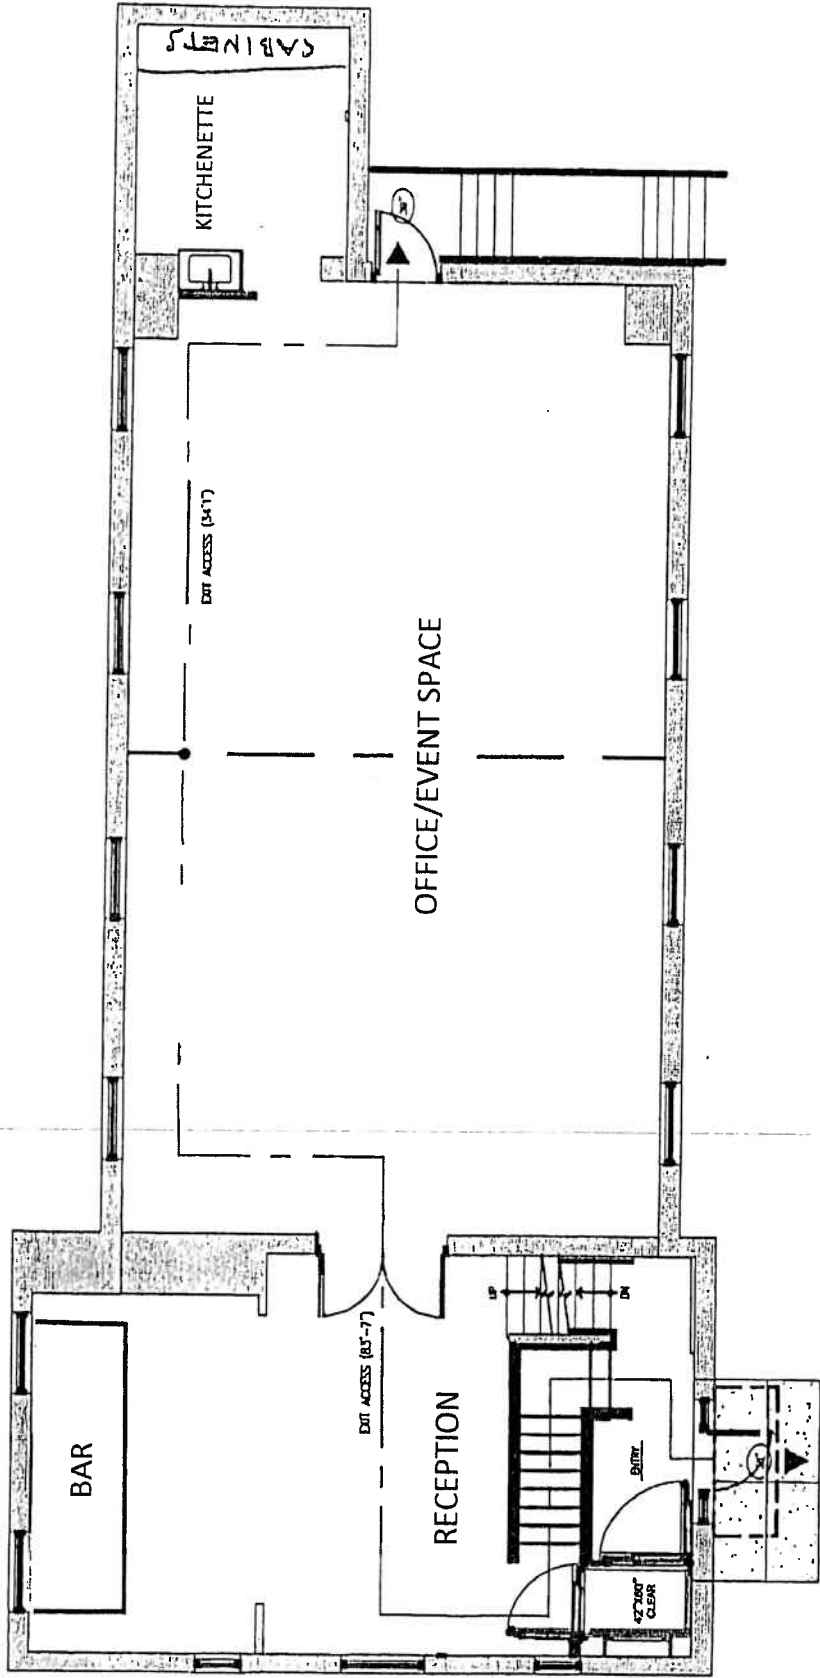 CABINETS
KITCHENETTE
EXIT ACCESS (34'1")
OFFICE/EVENT SPACE
UP
DN
EXIT ACCESS (83'-7")
BAR
RECEPTION
ENTRY
42"X60"
CLEAR